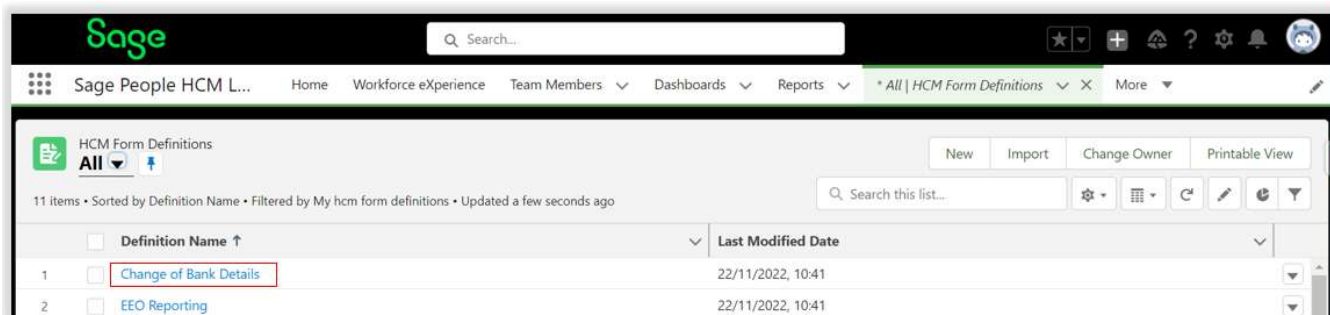 Sage
Search...
Sage People HCM L... Home Workforce eXperience Team Members Dashboards Reports * All | HCM Form Definitions More
HCM Form Definitions
All
New Import Change Owner Printable View
11 items • Sorted by Definition Name • Filtered by My hcm form definitions • Updated a few seconds ago
Search this list...
Definition Name ↑ Last Modified Date
1 Change of Bank Details 22/11/2022, 10:41
2 EEO Reporting 22/11/2022, 10:41